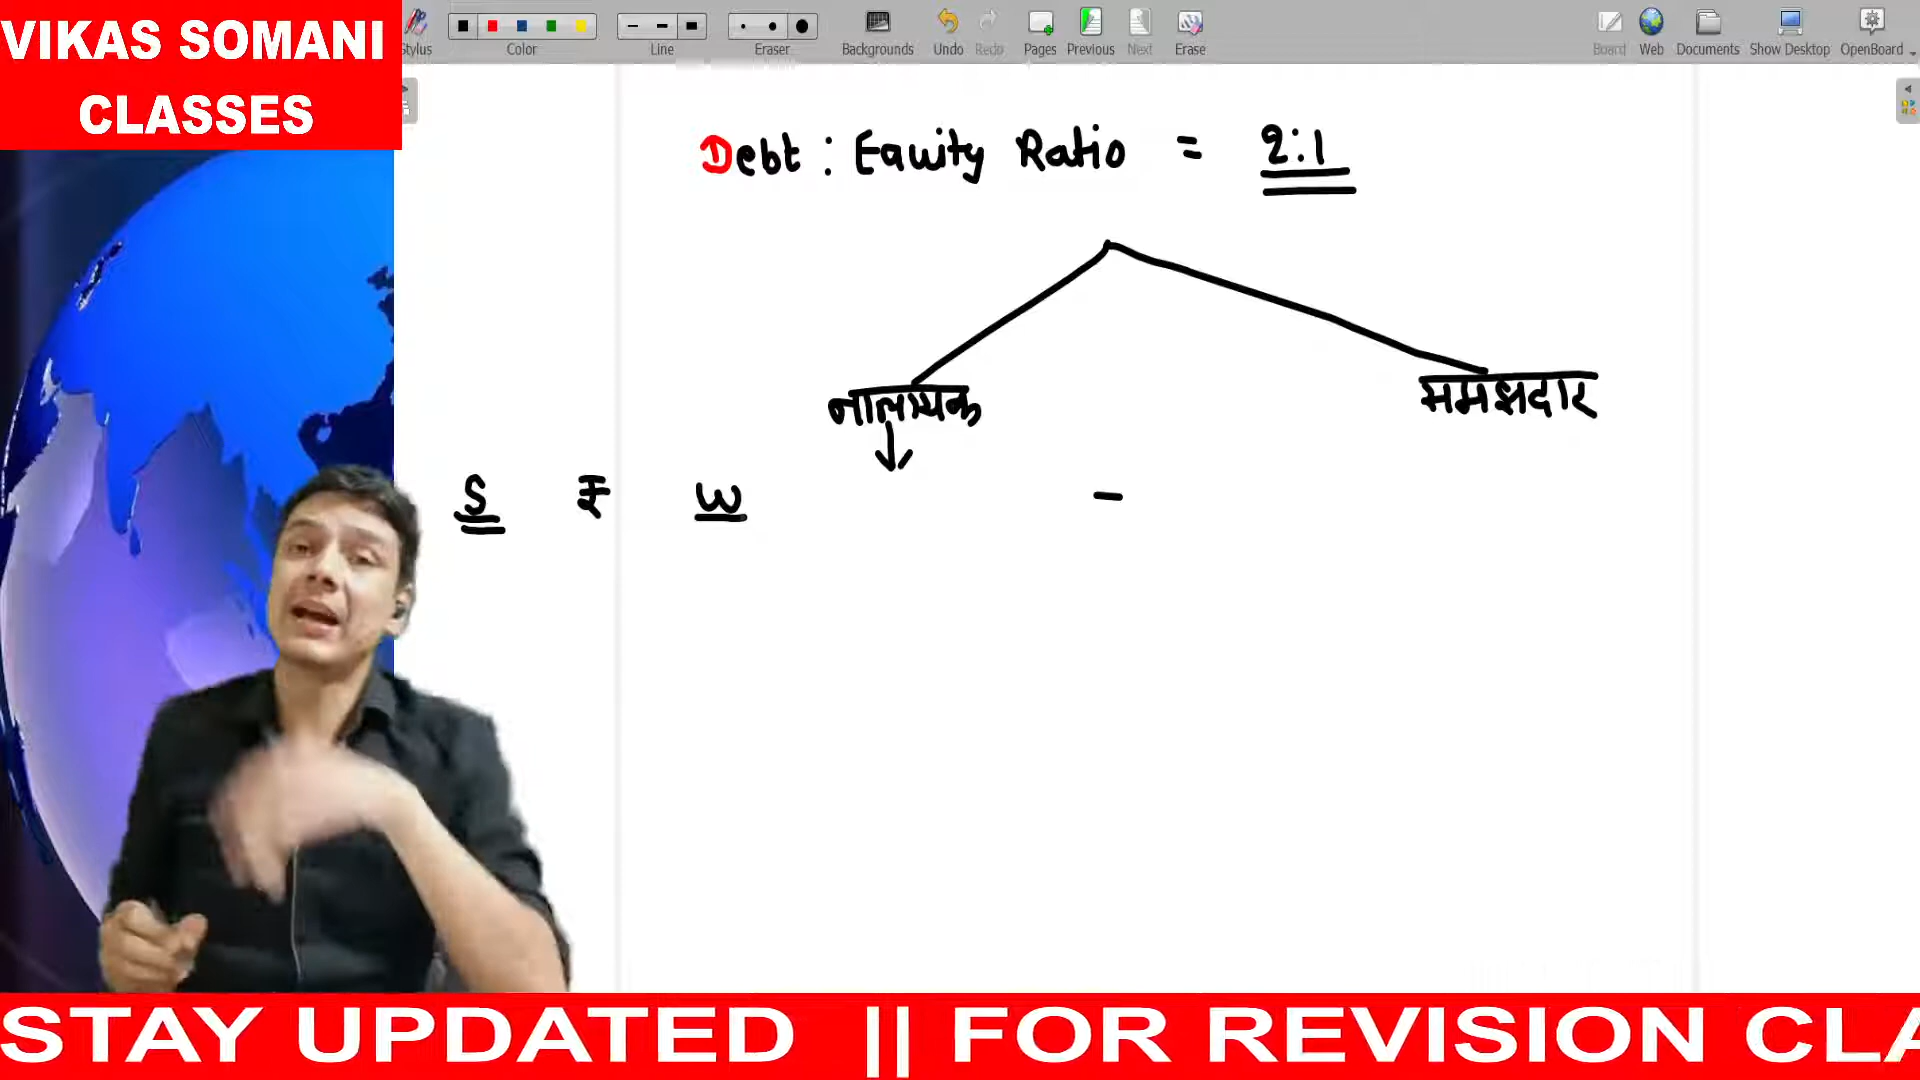 VIKAS SOMANI
CLASSES
Stylus
Color
Line
Eraser
Backgrounds
Undo
Redo
Pages
Previous
Next
Erase
Board
Web
Documents
Show Desktop
OpenBoard
Debt : Equity Ratio = 2:1
नालायक
समझदार
S ₹ W -
STAY UPDATED || FOR REVISION CLA